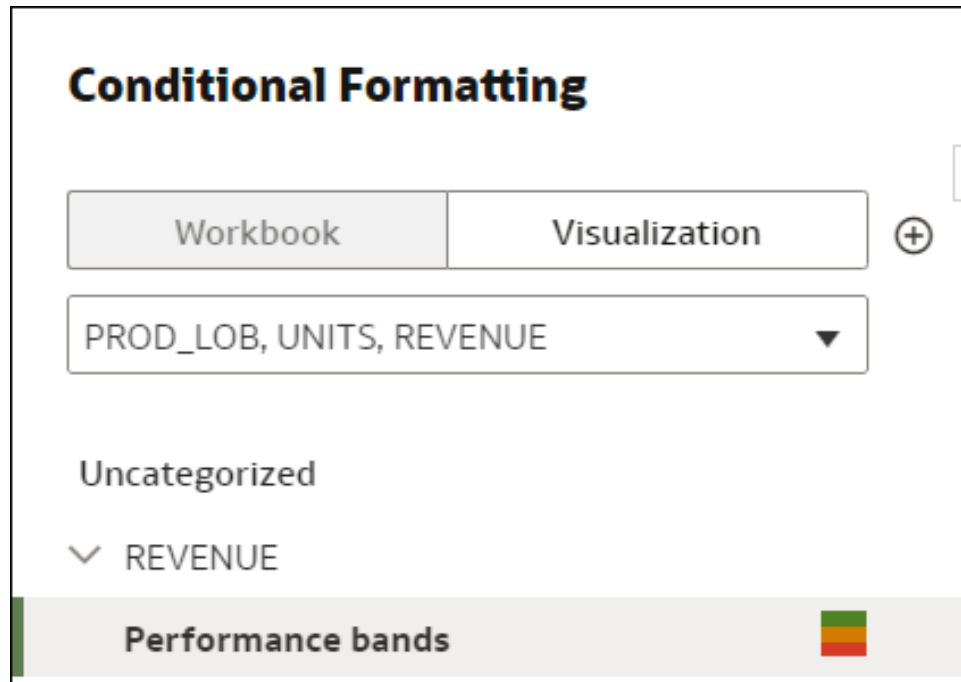 Conditional Formatting
Workbook Visualization
PROD_LOB, UNITS, REVENUE
Uncategorized
REVENUE
Performance bands